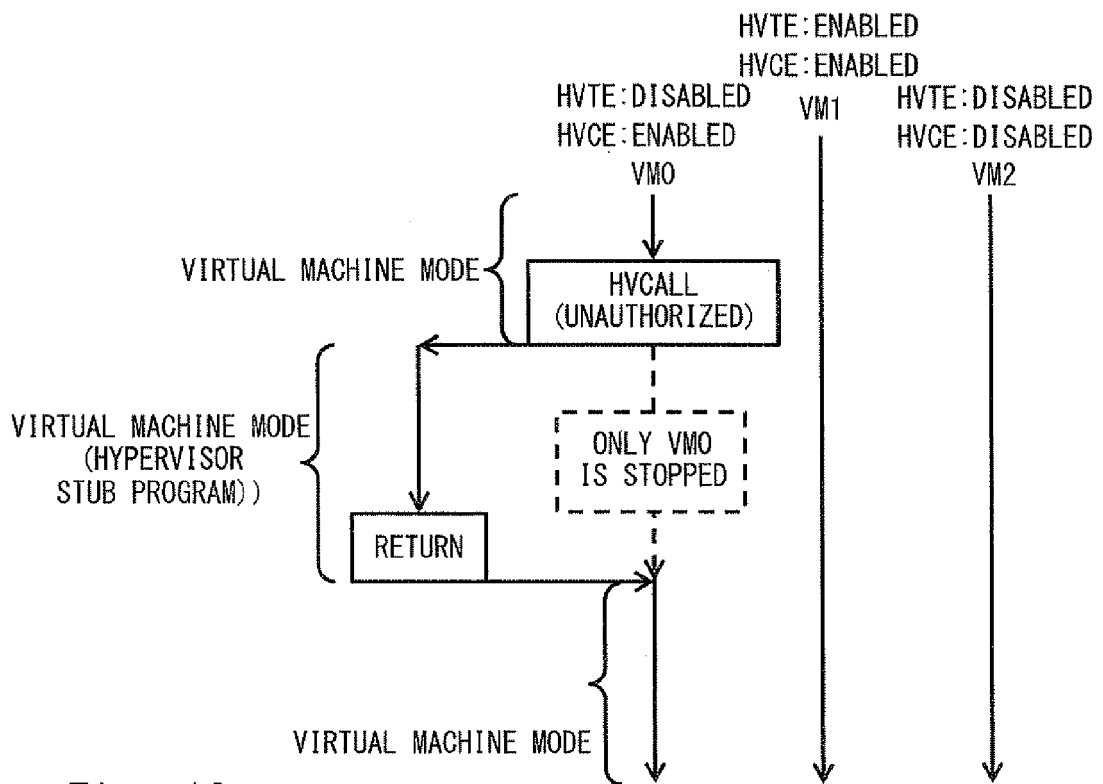 HVTE:ENABLED
HVCE:ENABLED
VM1
HVTE:DISABLED
HVCE:ENABLED
VM0
HVTE:DISABLED
HVCE:DISABLED
VM2
VIRTUAL MACHINE MODE
HVCALL
(UNAUTHORIZED)
VIRTUAL MACHINE MODE
(HYPERVISOR
STUB PROGRAM))
ONLY VM0
IS STOPPED
RETURN
VIRTUAL MACHINE MODE